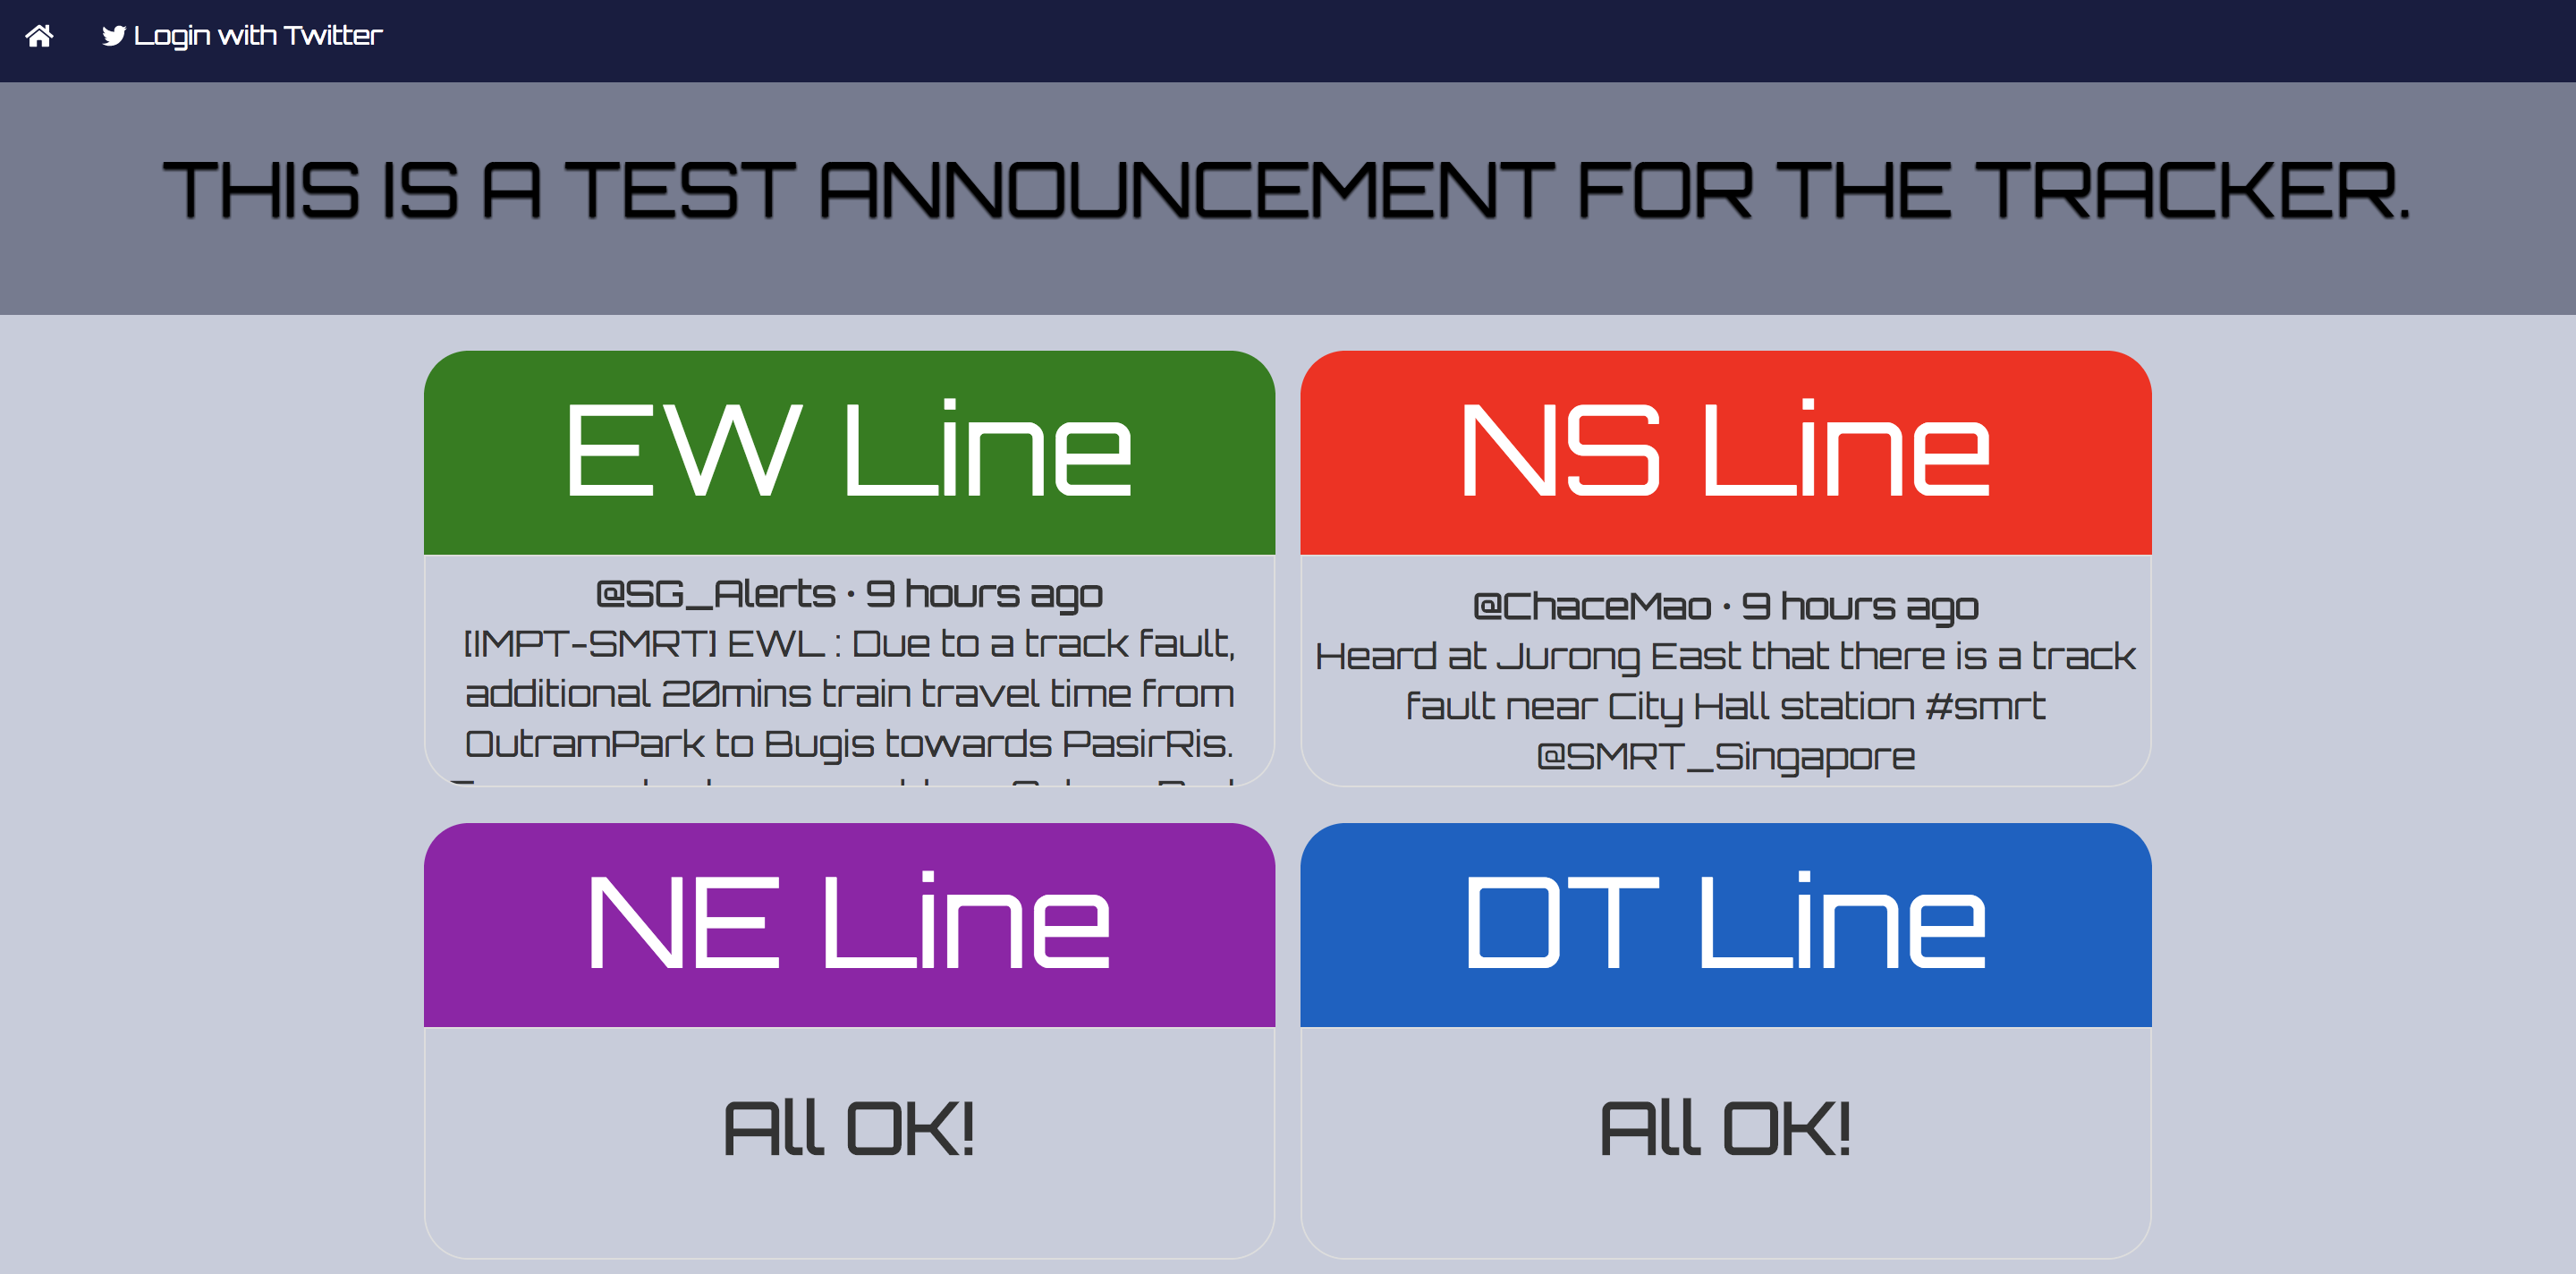 Login with Twitter
THIS IS A TEST ANNOUNCEMENT FOR THE TRACKER.
EW Line
@SG_Alerts • 9 hours ago
[IMPT-SMRT] EWL : Due to a track fault,
additional 20mins train travel time from
OutramPark to Bugis towards PasirRis.
NS Line
@ChaceMao • 9 hours ago
Heard at Jurong East that there is a track
fault near City Hall station #smrt
@SMRT_Singapore
NE Line
All OK!
DT Line
All OK!